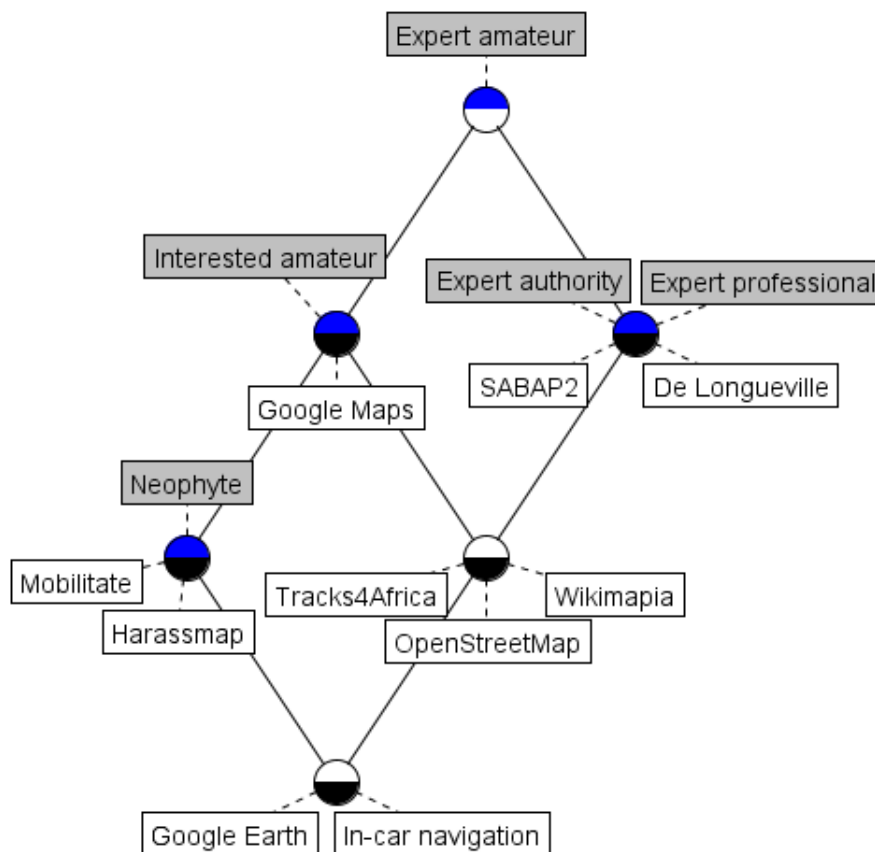 Expert amateur
Interested amateur
Expert authority
Expert professional
SABAP2
De Longueville
Google Maps
Neophyte
Mobilitate
Harassmap
Tracks4Africa
Wikimapia
OpenStreetMap
Google Earth
In-car navigation